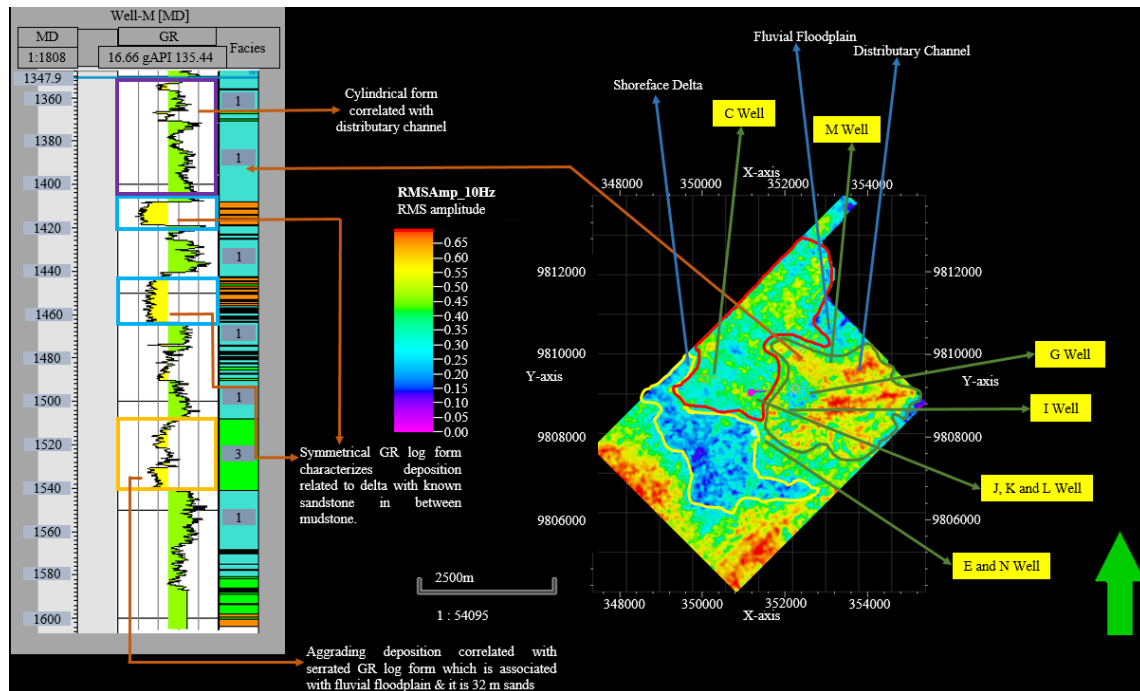 Well-M [MD]
MD
GR
Facies
1:1808
16.66 gAPI 135.44
1347.9
1360
1380
1400
1420
1440
1460
1480
1500
1520
1540
1560
1580
1600
1
1
1
1
1
3
1
Cylindrical form
correlated with
distributary channel
Symmetrical GR log form
characterizes deposition
related to delta with known
sandstone in between
mudstone.
Aggrading deposition correlated with
serrated GR log form which is associated
with fluvial floodplain & it is 32 m sands
RMSAmp_10Hz
RMS amplitude
0.65
0.60
0.55
0.50
0.45
0.40
0.35
0.30
0.25
0.20
0.15
0.10
0.05
0.00
2500m
1 : 54095
Fluvial Floodplain
Distributary Channel
Shoreface Delta
C Well
M Well
X-axis
348000 350000 352000 354000
9812000
9812000
9810000
9810000
Y-axis
Y-axis
9808000
9808000
9806000
9806000
348000 350000 352000 354000
X-axis
G Well
I Well
J, K and L Well
E and N Well